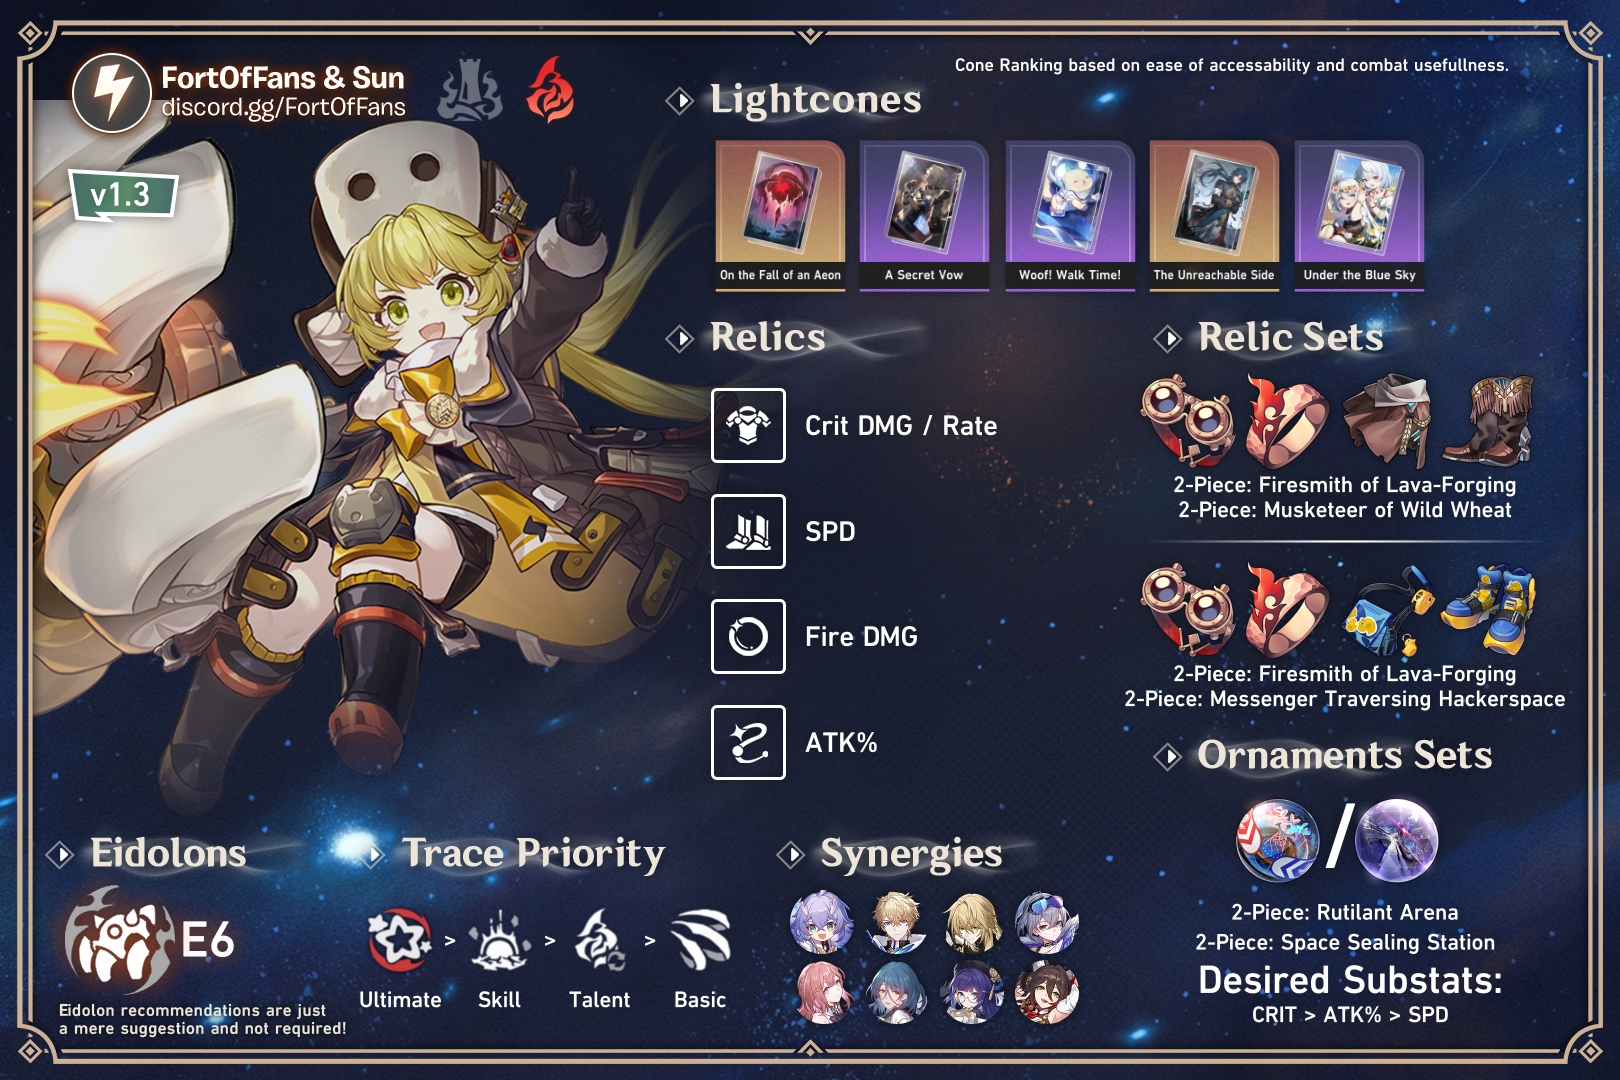 FortOfFans & Sun
discord.gg/FortOfFans
v1.3
Cone Ranking based on ease of accessability and combat usefullness.
Lightcones
On the Fall of an Aeon
A Secret Vow
Woof! Walk Time!
The Unreachable Side
Under the Blue Sky
Relics
Crit DMG / Rate
SPD
Fire DMG
ATK%
Relic Sets
2-Piece: Firesmith of Lava-Forging
2-Piece: Musketeer of Wild Wheat
2-Piece: Firesmith of Lava-Forging
2-Piece: Messenger Traversing Hackerspace
Ornaments Sets
/
2-Piece: Rutilant Arena
2-Piece: Space Sealing Station
Desired Substats:
CRIT > ATK% > SPD
Eidolons
E6
Eidolon recommendations are just
a mere suggestion and not required!
Trace Priority
> > >
Ultimate Skill Talent Basic
Synergies